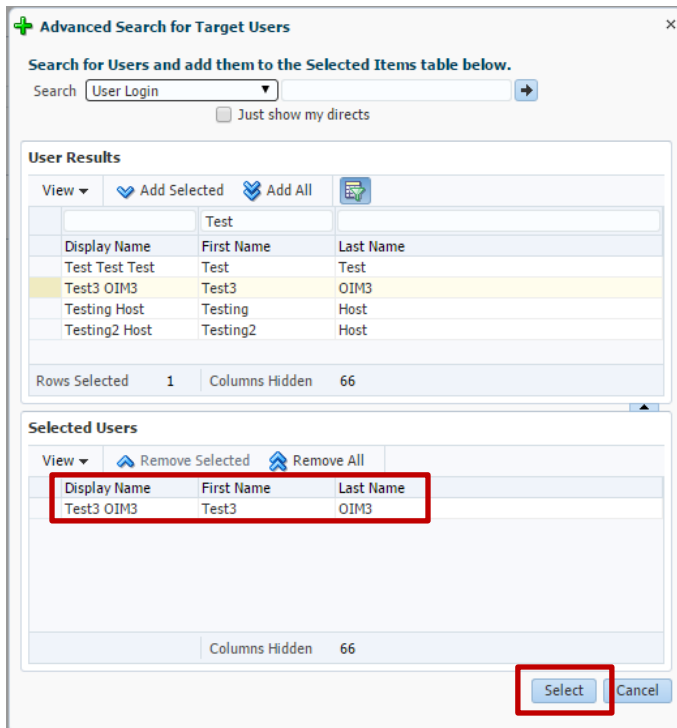 Advanced Search for Target Users
Search for Users and add them to the Selected Items table below.
Search User Login
Just show my directs
User Results
View Add Selected Add All
Test
Display Name First Name Last Name
Test Test Test Test Test
Test3 OIM3 Test3 OIM3
Testing Host Testing Host
Testing2 Host Testing2 Host
Rows Selected 1 Columns Hidden 66
Selected Users
View Remove Selected Remove All
Display Name First Name Last Name
Test3 OIM3 Test3 OIM3
Columns Hidden 66
Select Cancel